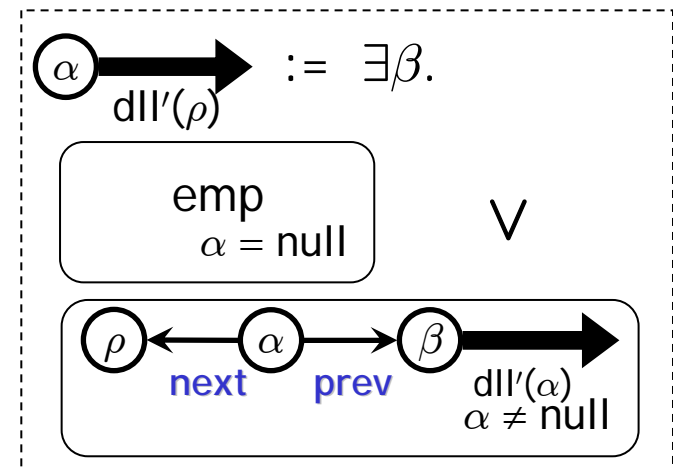 α := ∃β.
dll′(ρ)
emp
α = null
∨
ρ α β
next prev dll′(α)
α ≠ null